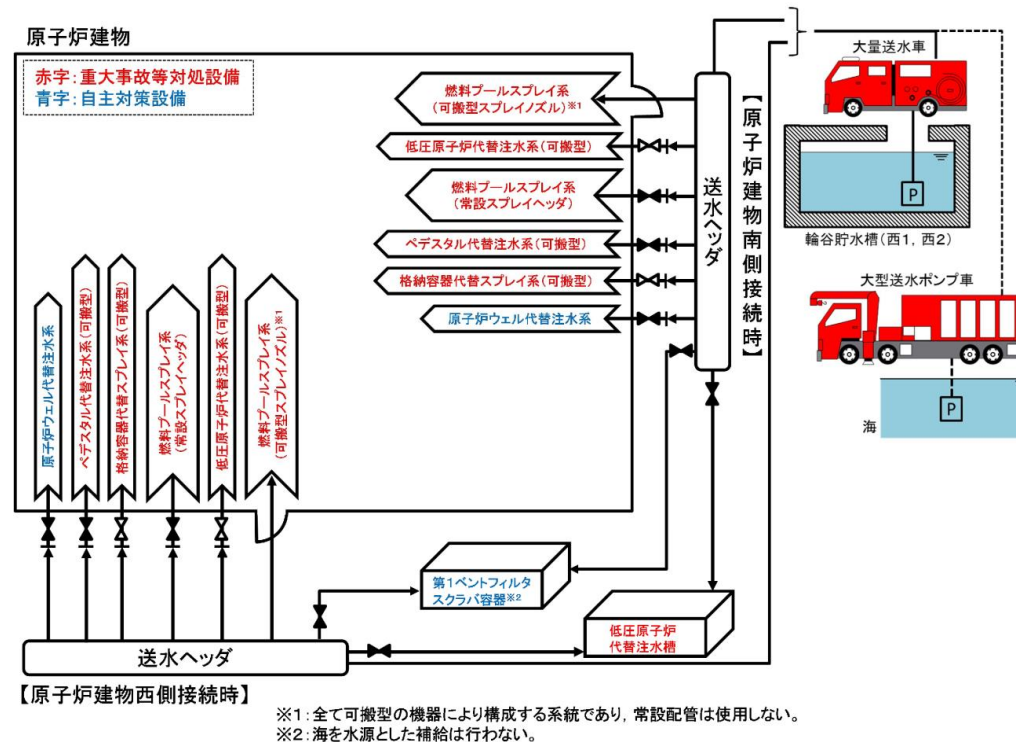 原子炉建物
赤字:重大事故等対処設備
青字:自主対策設備
燃料プールスプレイ系
(可搬型スプレイノズル)※1
低圧原子炉代替注水系(可搬型)
燃料プールスプレイ系
(常設スプレイヘッダ)
ペデスタル代替注水系(可搬型)
格納容器代替スプレイ系(可搬型)
原子炉ウェル代替注水系
送水ヘッダ
【原子炉建物南側接続時】
大量送水車
P
輪谷貯水槽(西1,西2)
大型送水ポンプ車
P
海
原子炉ウェル代替注水系
ペデスタル代替注水系(可搬型)
格納容器代替スプレイ系(可搬型)
燃料プールスプレイ系
(常設スプレイヘッダ)
低圧原子炉代替注水系(可搬型)
燃料プールスプレイ系
(可搬型スプレイノズル)※1
第1ベントフィルタ
スクラバ容器※2
低圧原子炉
代替注水槽
送水ヘッダ
【原子炉建物西側接続時】
※1:全て可搬型の機器により構成する系統であり,常設配管は使用しない。
※2:海を水源とした補給は行わない。